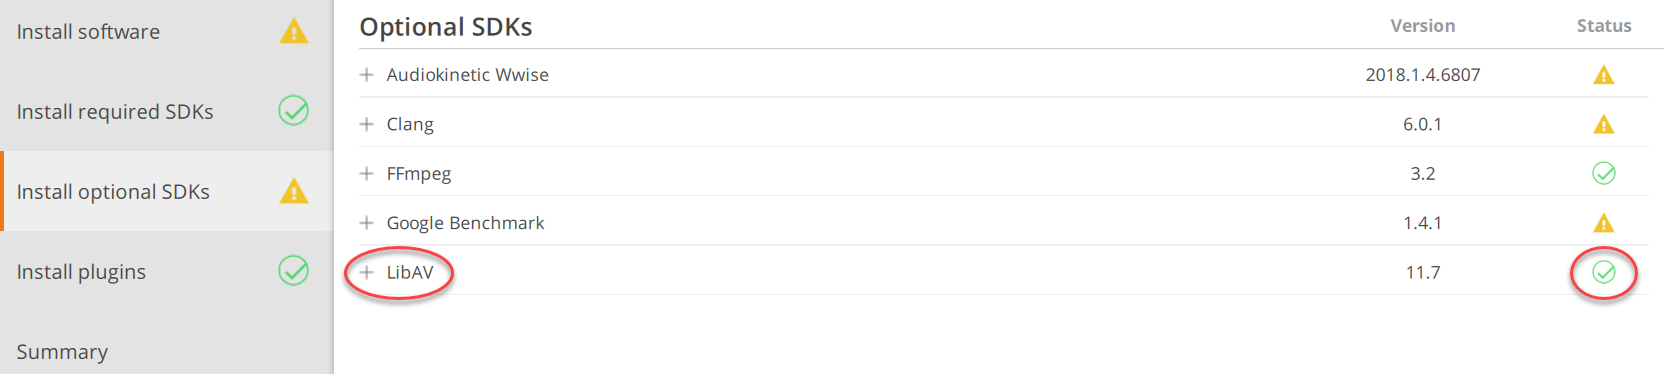 Install software
Install required SDKs
Install optional SDKs
Install plugins
Summary
Optional SDKs Version Status
Audiokinetic Wwise 2018.1.4.6807
Clang 6.0.1
FFmpeg 3.2
Google Benchmark 1.4.1
LibAV 11.7